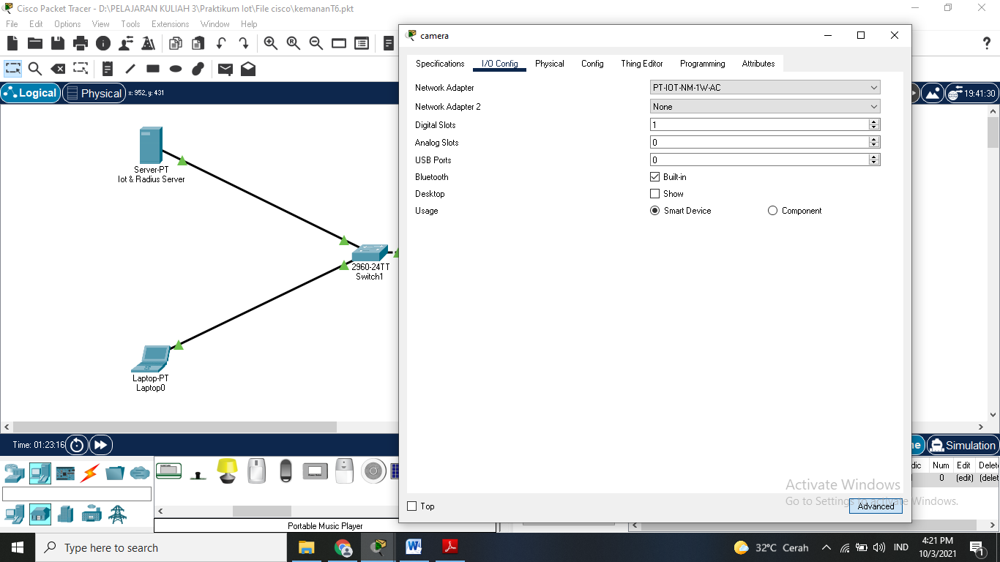 Cisco Packet Tracer - D:\PELAJARAN KULIAH 3\Praktikum Iot\File cisco\kemananT6.pkt
File Edit Options View Tools Extensions Window Help
Logical Physical x: 952, y: 431
19:41:30
Server-PT
Iot & Radius Server
2960-24TT
Switch1
Laptop-PT
Laptop0
camera
Specifications I/O Config Physical Config Thing Editor Programming Attributes
Network Adapter PT-IOT-NM-1W-AC
Network Adapter 2 None
Digital Slots 1
Analog Slots 0
USB Ports 0
Bluetooth Built-in
Desktop Show
Usage Smart Device Component
Top Advanced
Activate Windows
Go to Settings to activate Windows.
Time: 01:23:16
ne Simulation
dic Num Edit Delet
0 (edit) (delet
Portable Music Player
Type here to search
32°C Cerah IND
4:21 PM
10/3/2021
1